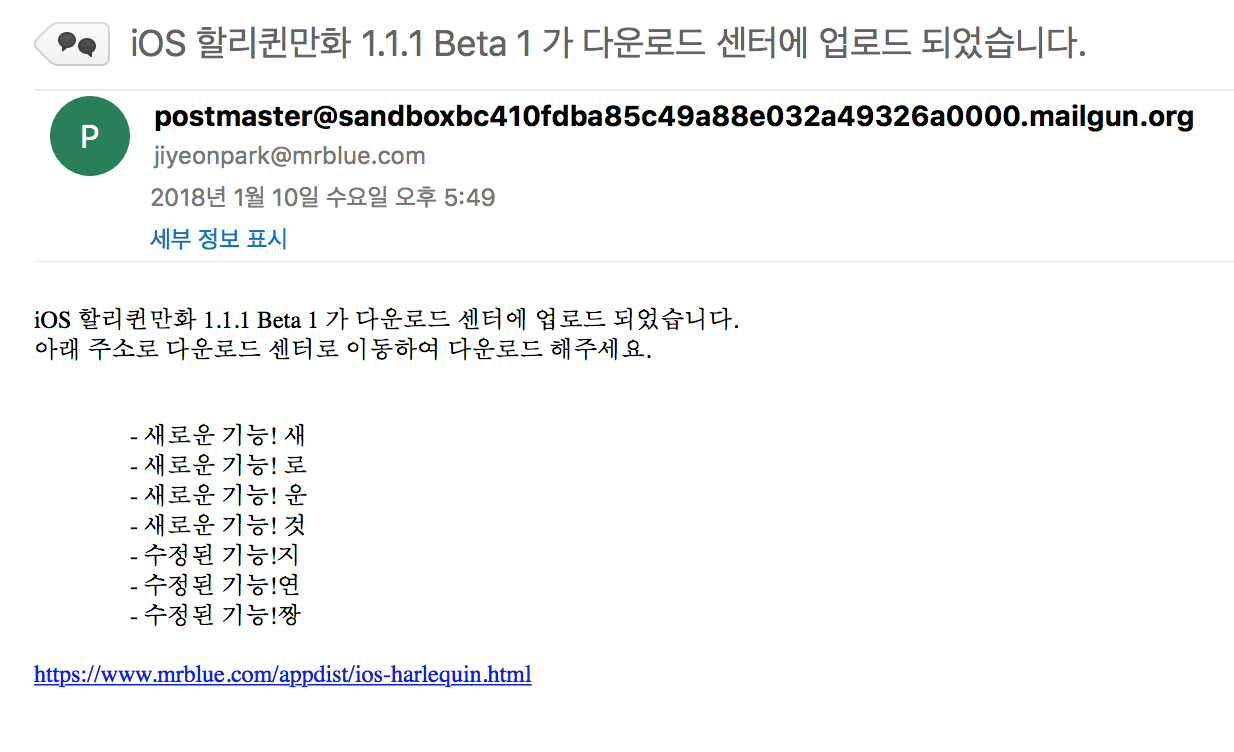 iOS 할리퀸만화 1.1.1 Beta 1 가 다운로드 센터에 업로드 되었습니다.
P
postmaster@sandboxbc410fdba85c49a88e032a49326a0000.mailgun.org
jiyeonpark@mrblue.com
2018년 1월 10일 수요일 오후 5:49
세부 정보 표시
iOS 할리퀸만화 1.1.1 Beta 1 가 다운로드 센터에 업로드 되었습니다.
아래 주소로 다운로드 센터로 이동하여 다운로드 해주세요.
- 새로운 기능! 새
- 새로운 기능! 로
- 새로운 기능! 운
- 새로운 기능! 것
- 수정된 기능!지
- 수정된 기능!연
- 수정된 기능!짱
https://www.mrblue.com/appdist/ios-harlequin.html